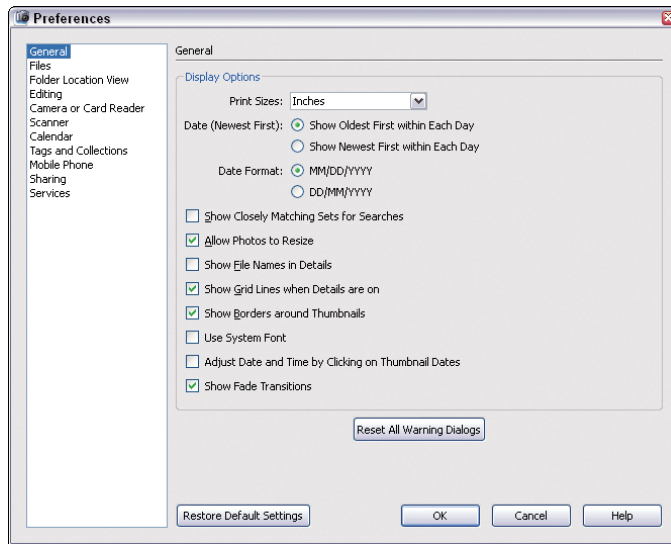 Preferences
General
Files
Folder Location View
Editing
Camera or Card Reader
Scanner
Calendar
Tags and Collections
Mobile Phone
Sharing
Services
General
Display Options
Print Sizes: Inches
Date (Newest First): Show Oldest First within Each Day
Show Newest First within Each Day
Date Format: MM/DD/YYYY
DD/MM/YYYY
Show Closely Matching Sets for Searches
Allow Photos to Resize
Show File Names in Details
Show Grid Lines when Details are on
Show Borders around Thumbnails
Use System Font
Adjust Date and Time by Clicking on Thumbnail Dates
Show Fade Transitions
Reset All Warning Dialogs
Restore Default Settings OK Cancel Help